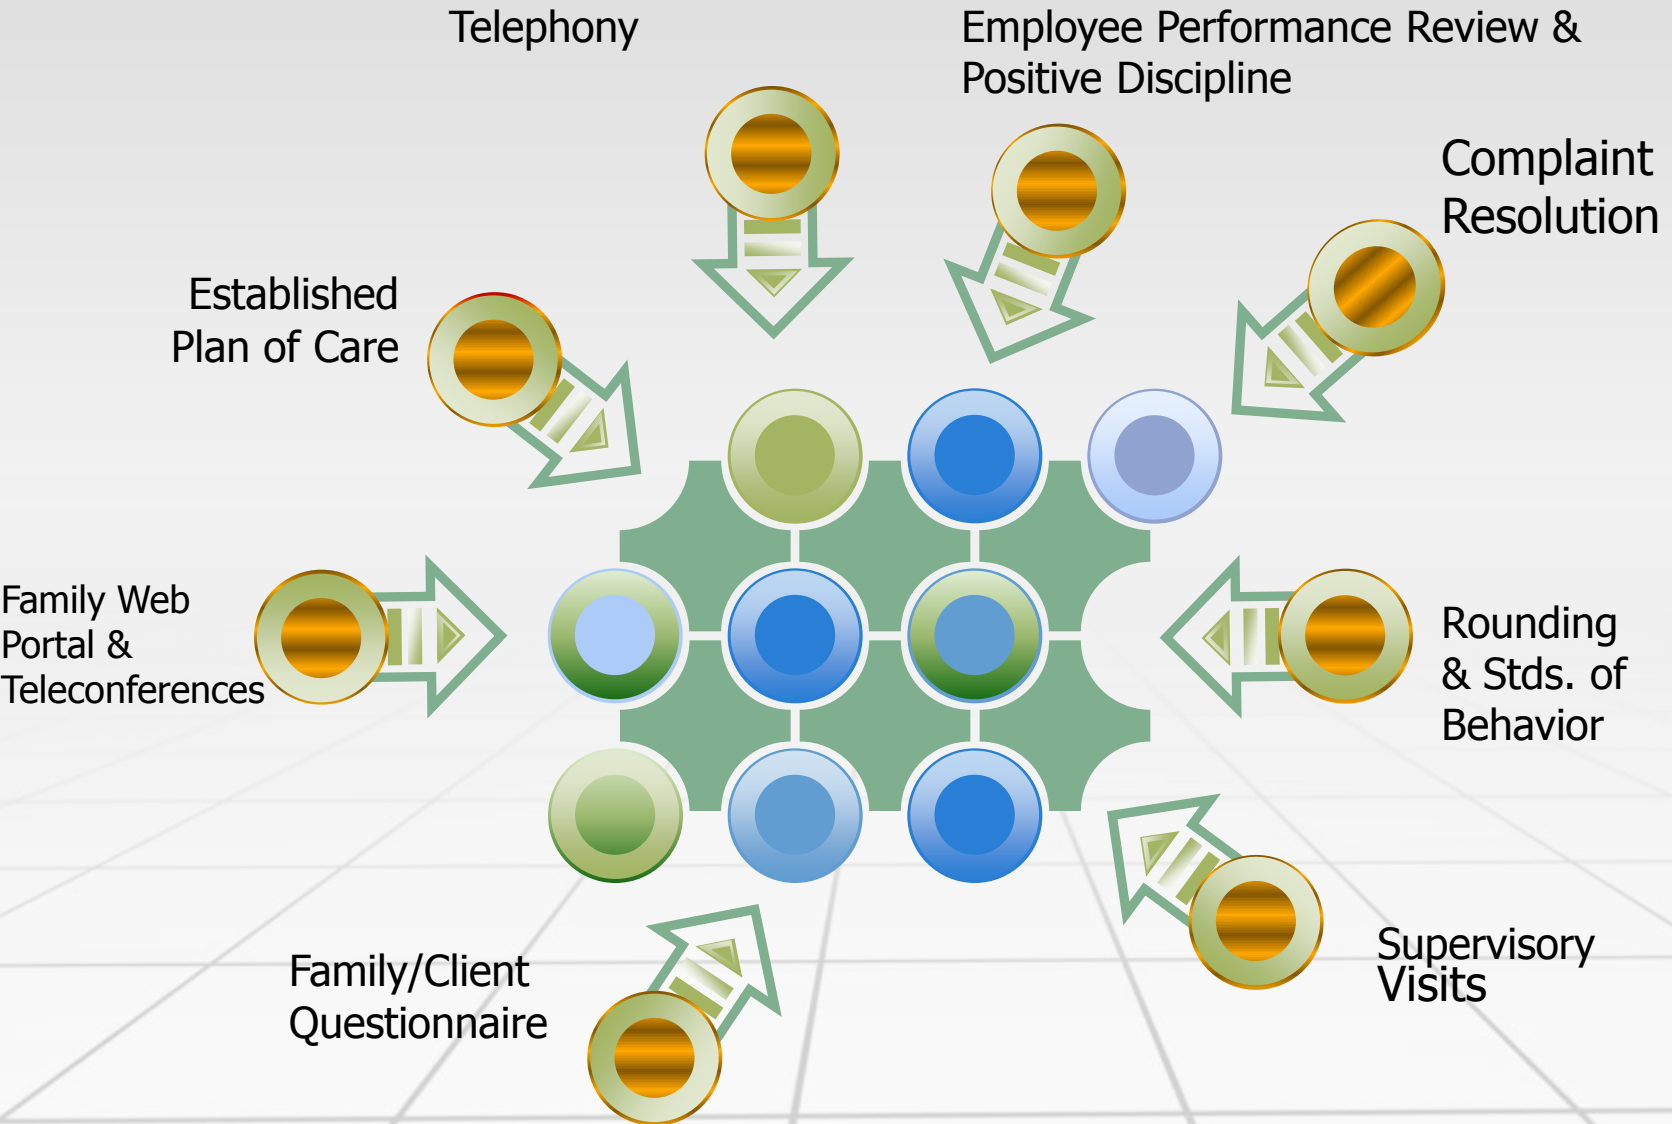 Telephony
Employee Performance Review &
Positive Discipline
Complaint
Resolution
Established
Plan of Care
Family Web
Portal &
Teleconferences
Rounding
& Stds. of
Behavior
Family/Client
Questionnaire
Supervisory
Visits